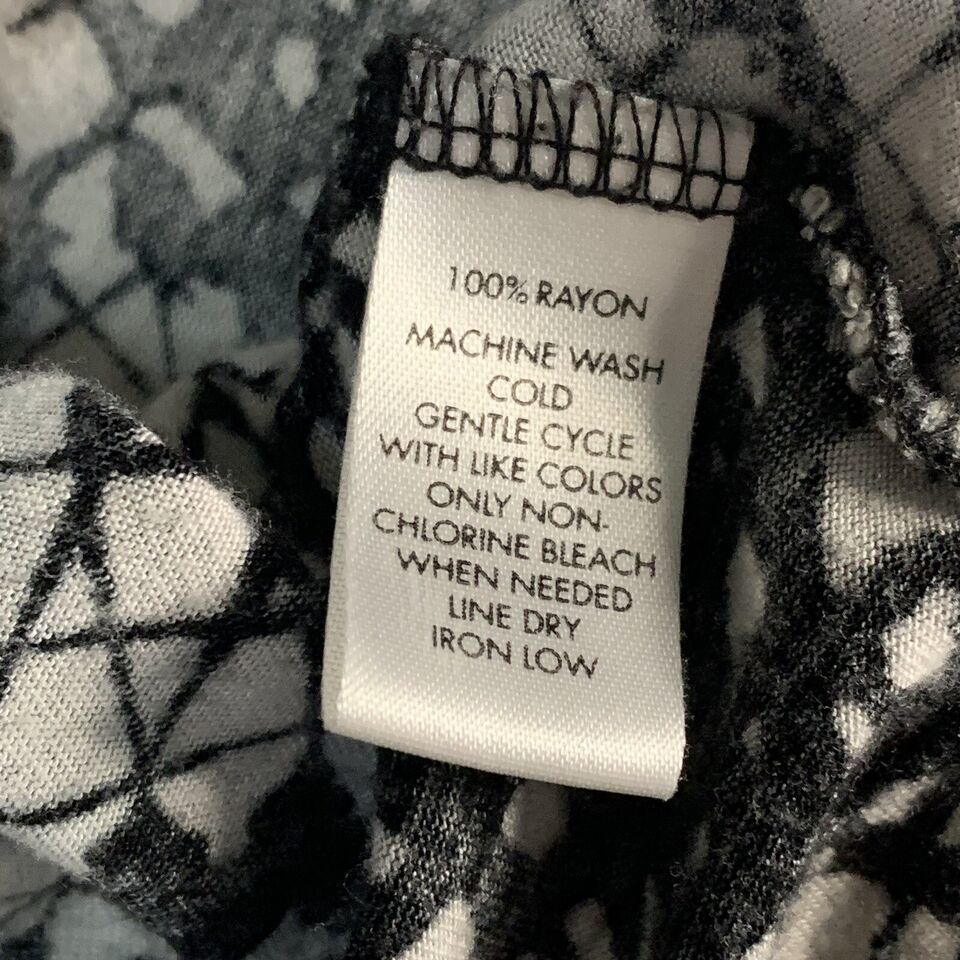 100% RAYON
MACHINE WASH
COLD
GENTLE CYCLE
WITH LIKE COLORS
ONLY NON-
CHLORINE BLEACH
WHEN NEEDED
LINE DRY
IRON LOW